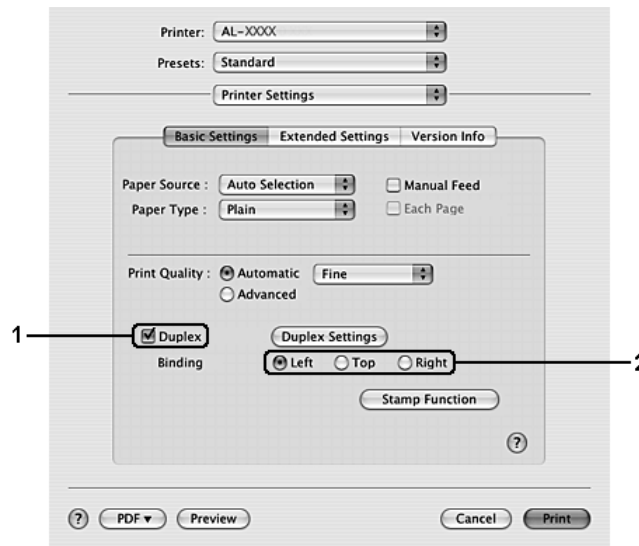 Printer: AL-XXXX
Presets: Standard
Printer Settings
Basic Settings Extended Settings Version Info
Paper Source : Auto Selection Manual Feed
Paper Type : Plain Each Page
Print Quality : Automatic Fine
Advanced
1 Duplex Duplex Settings
Binding Left Top Right 2
Stamp Function
?
? PDF▼ Preview Cancel Print